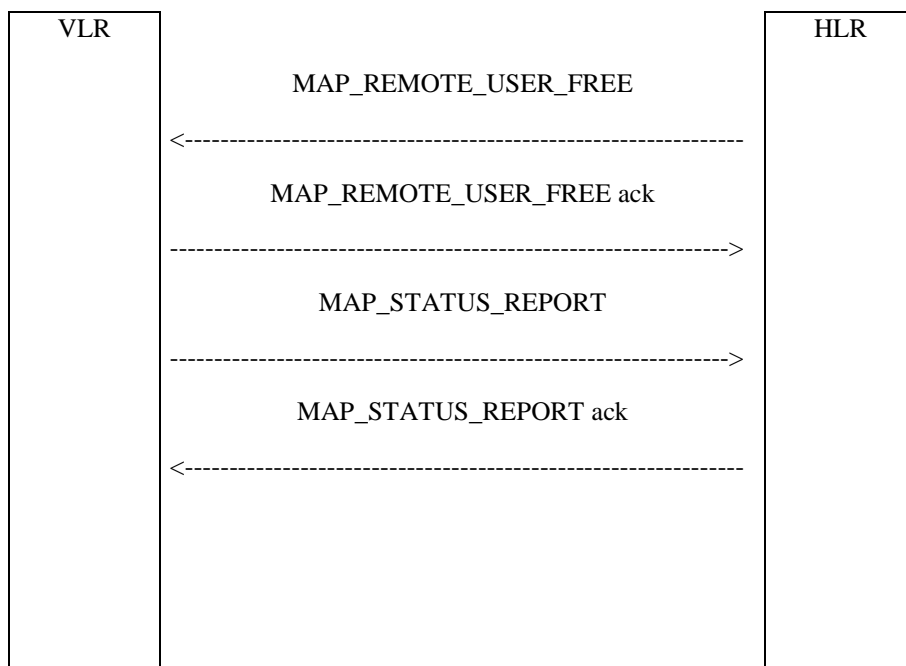 VLR HLR
MAP_REMOTE_USER_FREE
<---------------------------------------------------------------
MAP_REMOTE_USER_FREE ack
--------------------------------------------------------------->
MAP_STATUS_REPORT
--------------------------------------------------------------->
MAP_STATUS_REPORT ack
<---------------------------------------------------------------